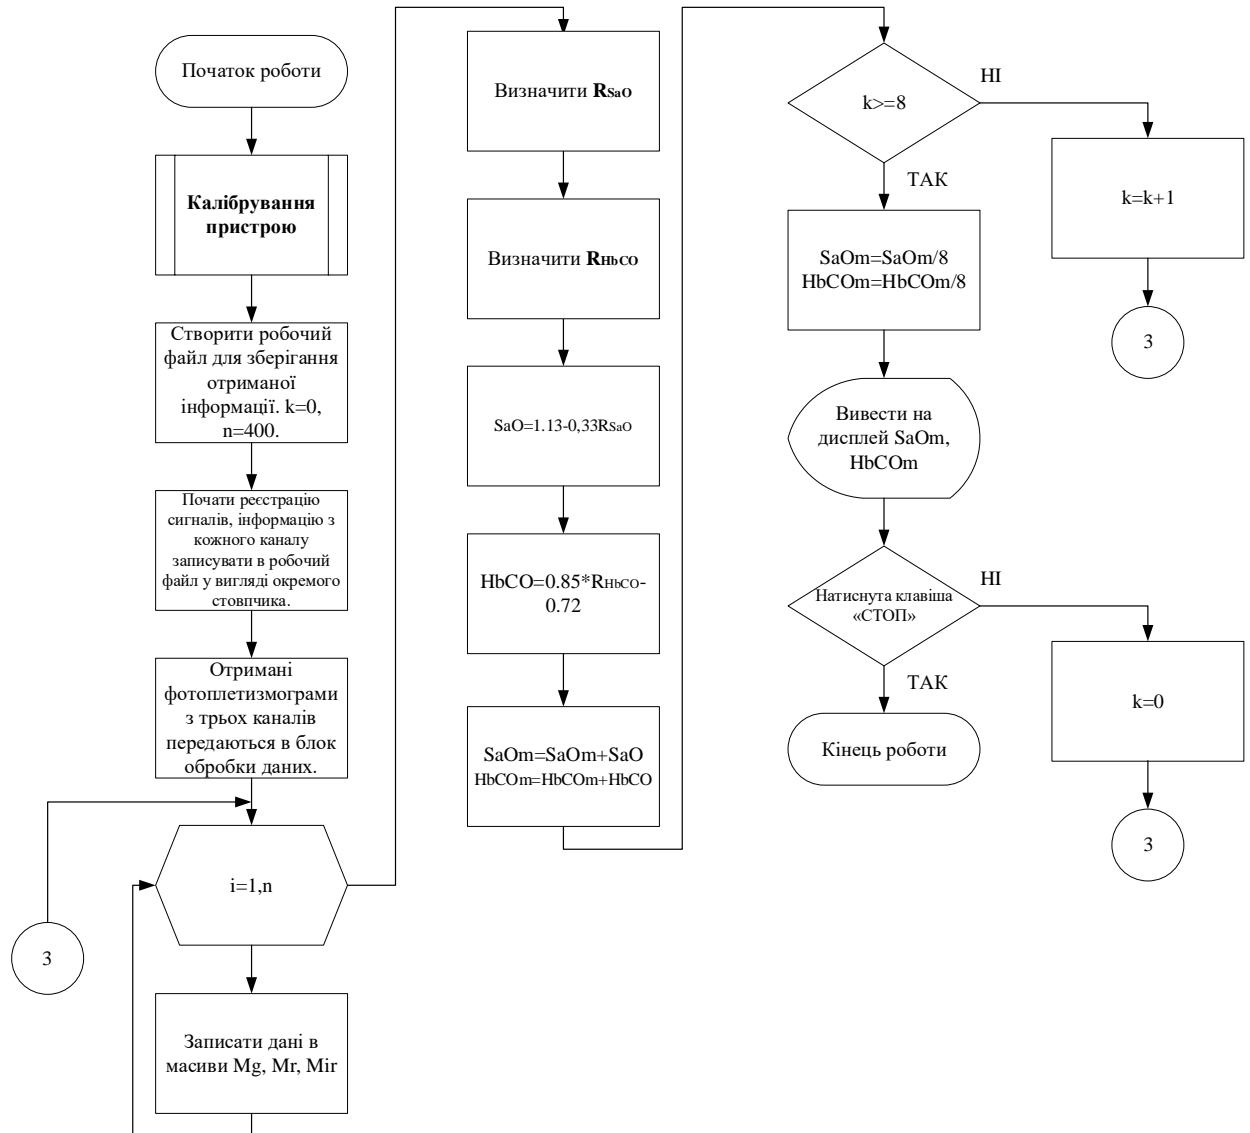 Початок роботи
Калібрування
пристрою
Створити робочий
файл для зберігання
отриманої
інформації. k=0,
n=400.
Почати реєстрацію
сигналів, інформацію з
кожного каналу
записувати в робочий
файл у вигляді окремого
стовпчика.
Отримані
фотоплетизмограми
з трьох каналів
передаються в блок
обробки даних.
i=1,n
3
Записати дані в
масиви Mg, Mr, Mir
Визначити RSaO
Визначити RHbCO
SaO=1.13-0,33RSaO
HbCO=0.85*RHbCO-
0.72
SaOm=SaOm+SaO
HbCOm=HbCOm+HbCO
k>=8
НІ
ТАК
k=k+1
3
SaOm=SaOm/8
HbCOm=HbCOm/8
Вивести на
дисплей SaOm,
HbCOm
Натиснута клавіша
«СТОП»
НІ
ТАК
k=0
3
Кінець роботи